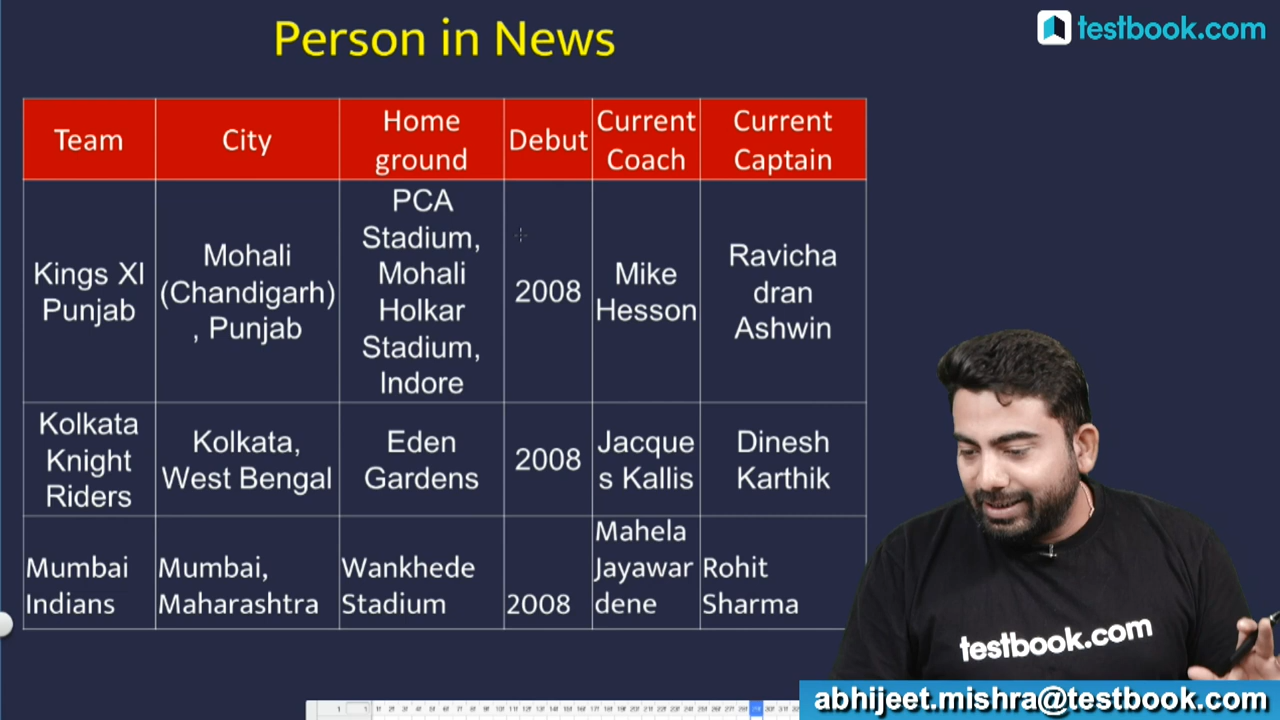 Person in News
testbook.com
Team
City
Home
ground
Debut
Current
Coach
Current
Captain
Kings XI
Punjab
Mohali
(Chandigarh)
, Punjab
PCA
Stadium,
Mohali
Holkar
Stadium,
Indore
2008
Mike
Hesson
Ravicha
dran
Ashwin
Kolkata
Knight
Riders
Kolkata,
West Bengal
Eden
Gardens
2008
Jacque
s Kallis
Dinesh
Karthik
Mumbai
Indians
Mumbai,
Maharashtra
Wankhede
Stadium
2008
Mahela
Jayawar
dene
Rohit
Sharma
testbook.com
abhijeet.mishra@testbook.com